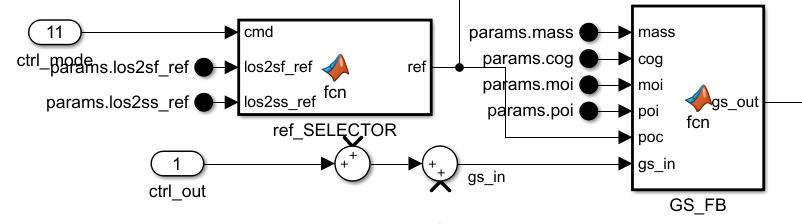 11
cmd
ctrl_mode
params.los2sf_ref
los2sf_ref
params.los2ss_ref
los2ss_ref
fcn
ref
ref_SELECTOR
params.mass
mass
params.cog
cog
params.moi
moi
params.poi
poi
poc
gs_in
fcn
gs_out
GS_FB
1
ctrl_out
+
+
+
+
gs_in